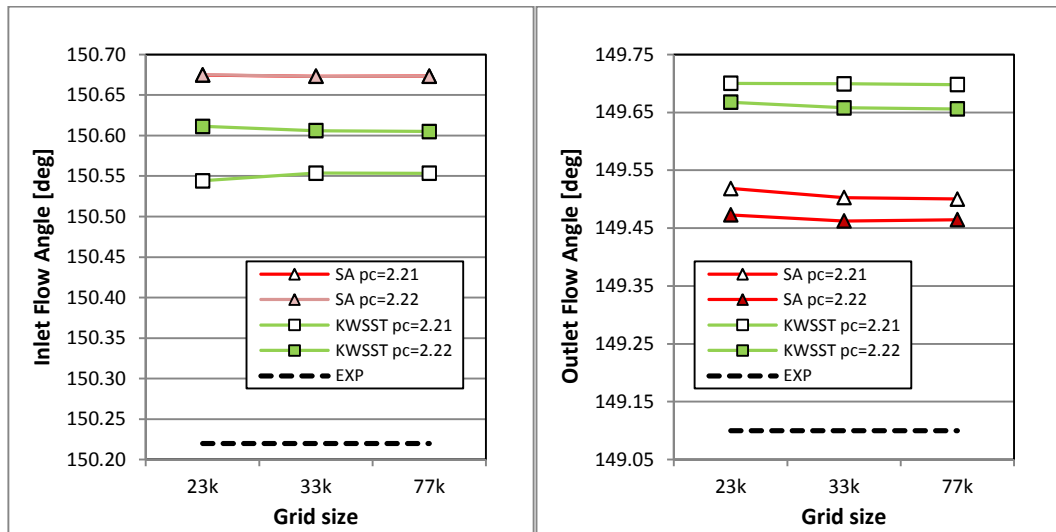 Inlet Flow Angle [deg]
150.70
150.65
150.60
150.55
150.50
150.45
150.40
150.35
150.30
150.25
150.20
SA pc=2.21
SA pc=2.22
KWSST pc=2.21
KWSST pc=2.22
EXP
23k
33k
77k
Grid size
Outlet Flow Angle [deg]
149.75
149.65
149.55
149.45
149.35
149.25
149.15
149.05
SA pc=2.21
SA pc=2.22
KWSST pc=2.21
KWSST pc=2.22
EXP
23k
33k
77k
Grid size